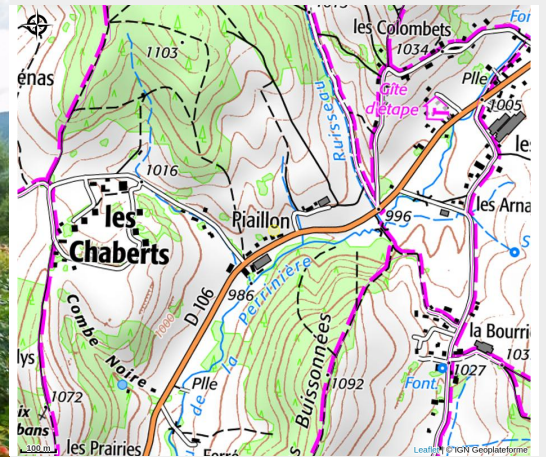 1103
les Colombets
1034
énas
Plle
Gîte
d'étape
1005
Ruisseau
1016
les
les
Chaberts
Piaillon
996
les Arna
986
la Perrinière
de
D 106
1000
Combe Noire
la Bourri
103
lys
Plle
Buissonnées
1092
Font.
1027
1072
ix
bans
100 m
les Prairies
Ferré
Leaflet | © IGN Geoplateforme